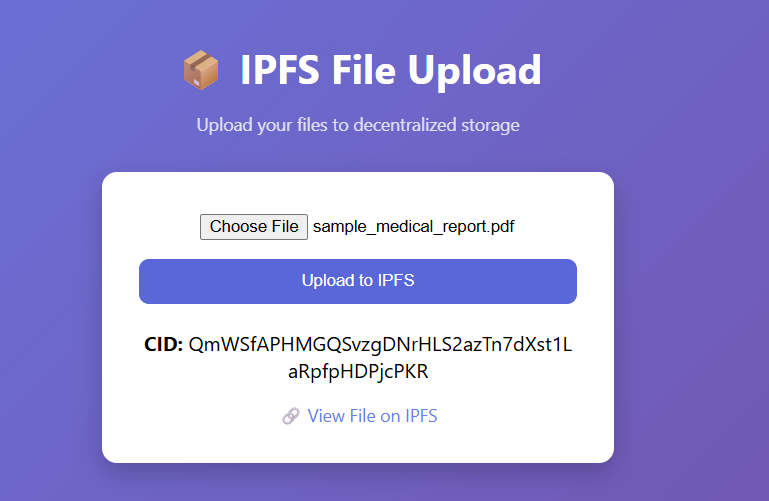 📦 IPFS File Upload
Upload your files to decentralized storage
Choose File sample_medical_report.pdf
Upload to IPFS
CID: QmWSfAPHMGQSvzgDNrHLS2azTn7dXst1L
aRpfpHDPjcPKR
🔗 View File on IPFS